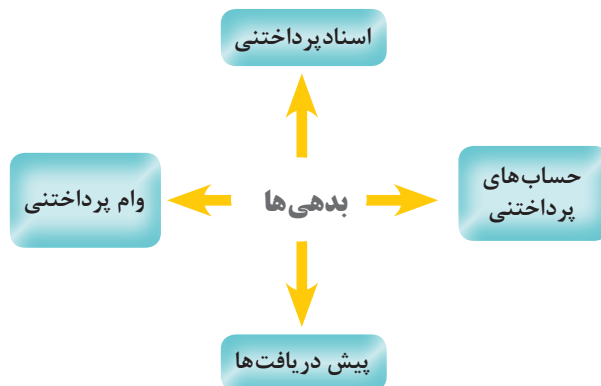 اسناد پرداختنی
حساب‌های
پرداختنی
بدهی‌ها
وام پرداختنی
پیش دریافت‌ها